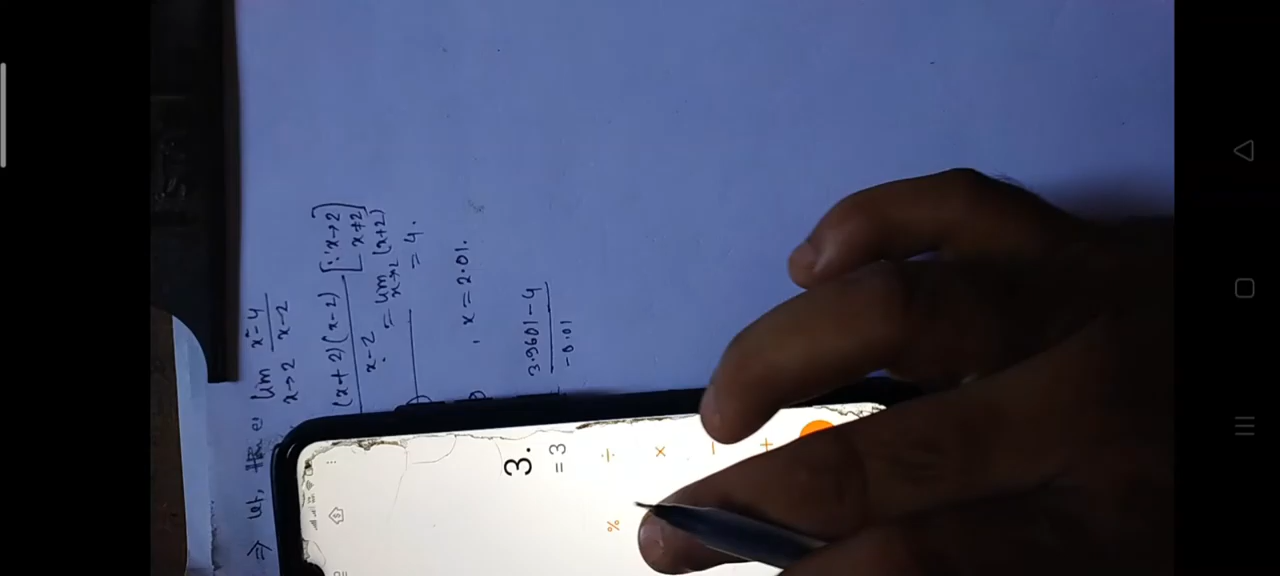 ⇒ let, the lim x²-4 / x-2
x→2
(x+2)(x-2) / x-2 [∵ x→2
x≠2]
= lim (x+2)
x→2
= 4.
, x = 2.01.
3.9601-4 / -0.01
3.
= 3
÷
% ×
−
+